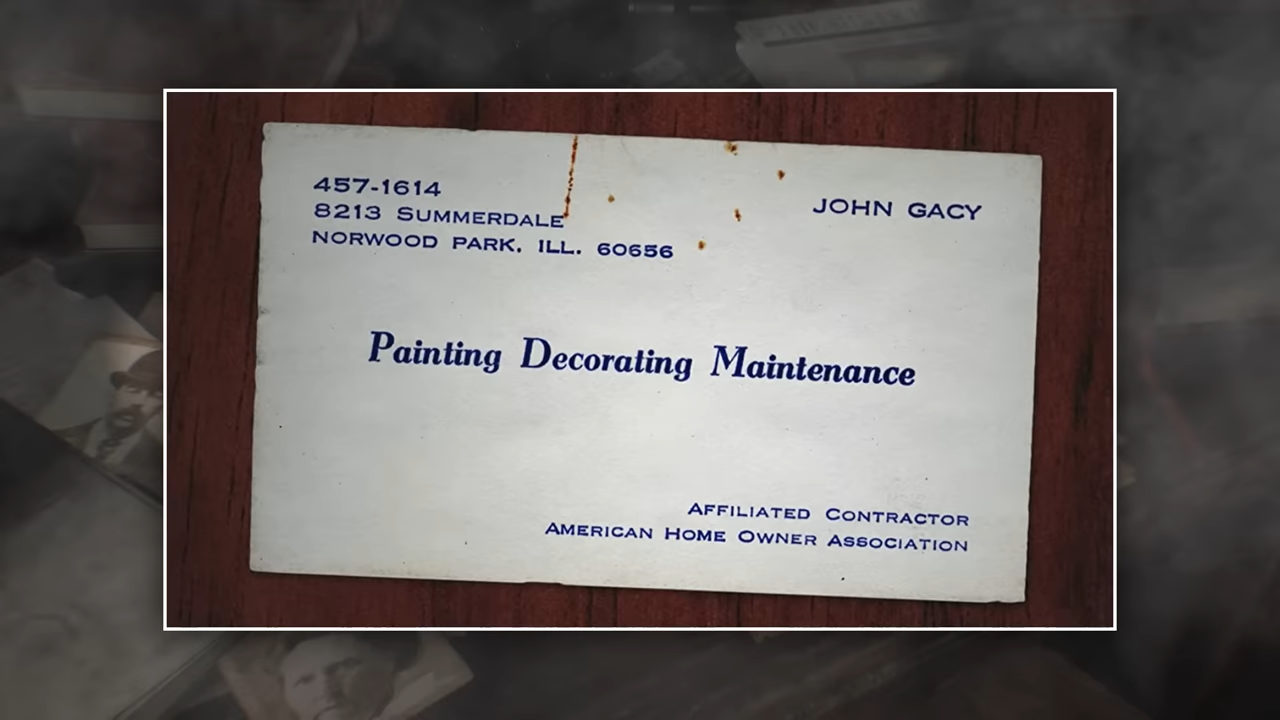 457-1614
8213 SUMMERDALE
NORWOOD PARK, ILL. 60656
JOHN GACY
Painting Decorating Maintenance
AFFILIATED CONTRACTOR
AMERICAN HOME OWNER ASSOCIATION